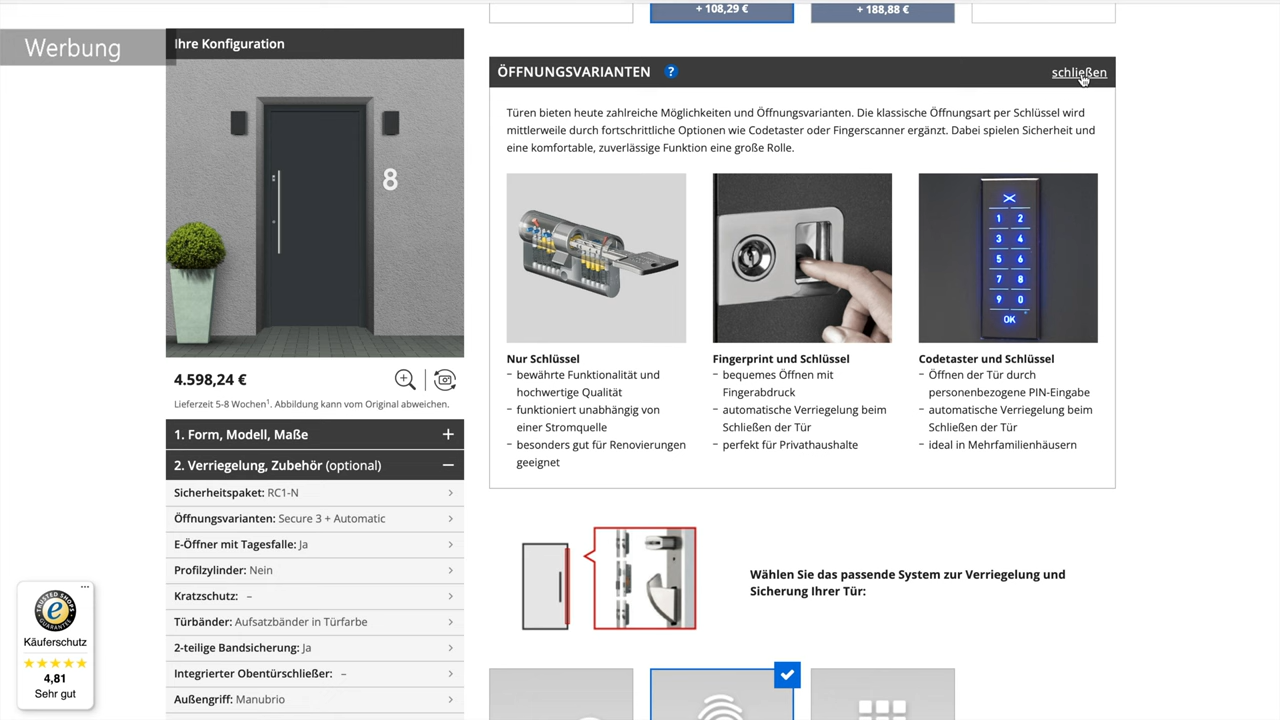 + 108,29 €
+ 188,88 €
Werbung
Ihre Konfiguration
8
4.598,24 €
Lieferzeit 5-8 Wochen¹. Abbildung kann vom Original abweichen.
1. Form, Modell, Maße
2. Verriegelung, Zubehör (optional)
Sicherheitspaket: RC1-N
Öffnungsvarianten: Secure 3 + Automatic
E-Öffner mit Tagesfalle: Ja
Profilzylinder: Nein
Kratzschutz: –
Türbänder: Aufsatzbänder in Türfarbe
2-teilige Bandsicherung: Ja
Integrierter Obentürschließer: –
Außengriff: Manubrio
TRUSTED SHOPS
GUARANTEE
Käuferschutz
4,81
Sehr gut
ÖFFNUNGSVARIANTEN ?
schließen
Türen bieten heute zahlreiche Möglichkeiten und Öffnungsvarianten. Die klassische Öffnungsart per Schlüssel wird
mittlerweile durch fortschrittliche Optionen wie Codetaster oder Fingerscanner ergänzt. Dabei spielen Sicherheit und
eine komfortable, zuverlässige Funktion eine große Rolle.
1 2
3 4
5 6
7 8
9 0
OK
Nur Schlüssel
– bewährte Funktionalität und
hochwertige Qualität
– funktioniert unabhängig von
einer Stromquelle
– besonders gut für Renovierungen
geeignet
Fingerprint und Schlüssel
– bequemes Öffnen mit
Fingerabdruck
– automatische Verriegelung beim
Schließen der Tür
– perfekt für Privathaushalte
Codetaster und Schlüssel
– Öffnen der Tür durch
personenbezogene PIN-Eingabe
– automatische Verriegelung beim
Schließen der Tür
– ideal in Mehrfamilienhäusern
Wählen Sie das passende System zur Verriegelung und
Sicherung Ihrer Tür: